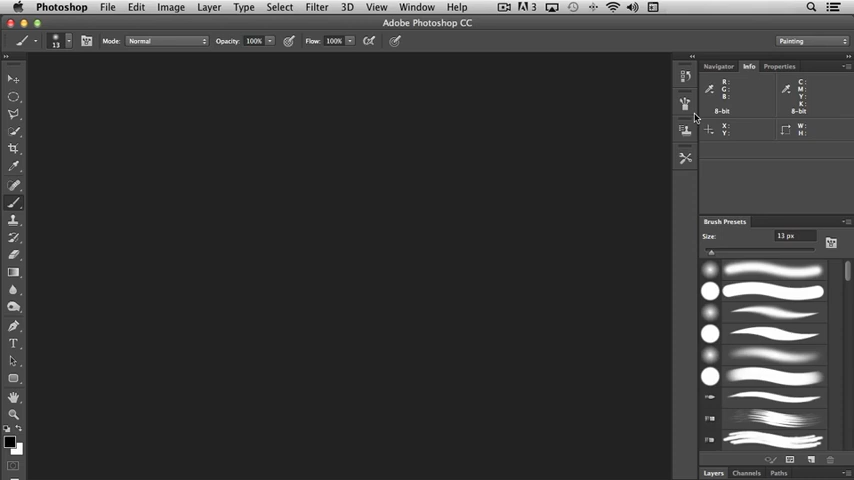 Photoshop File Edit Image Layer Type Select Filter 3D View Window Help 3
Adobe Photoshop CC
13 Mode: Normal Opacity: 100% Flow: 100% Painting
Navigator Info Properties
R: C:
G: M:
B: Y:
K:
8-bit 8-bit
X: W:
Y: H:
Brush Presets
Size: 13 px
T
Layers Channels Paths